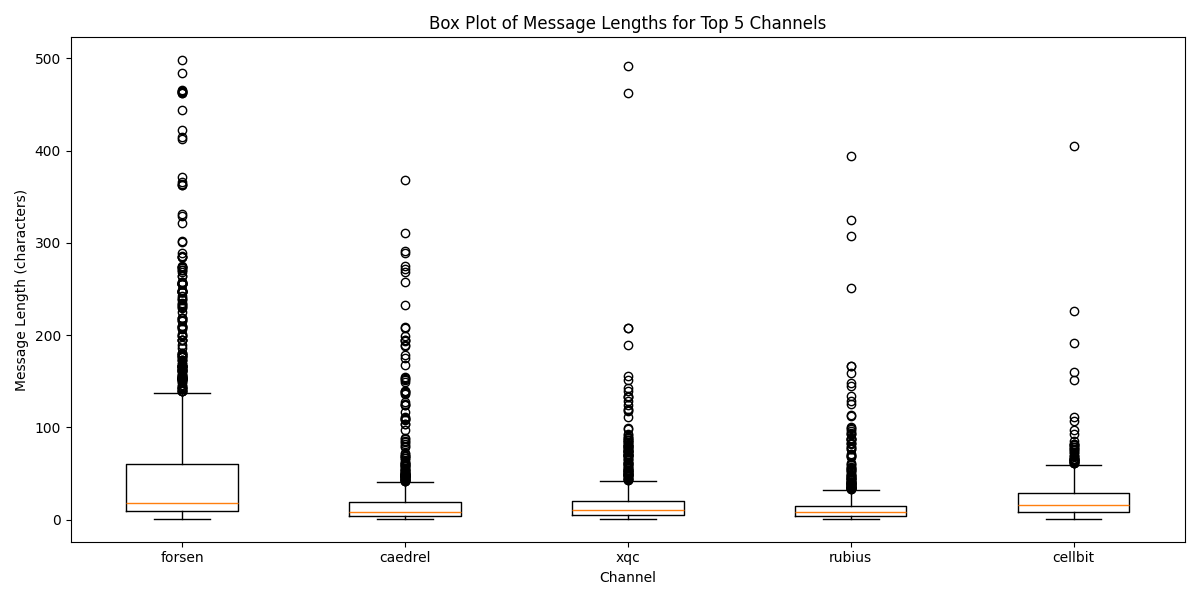 Box Plot of Message Lengths for Top 5 Channels
Message Length (characters)
500
400
300
200
100
0
forsen
caedrel
xqc
rubius
cellbit
Channel